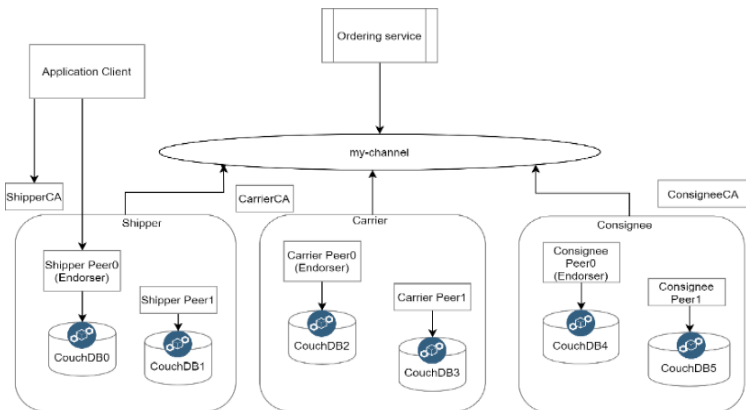 Ordering service
Application Client
my-channel
ShipperCA
CarrierCA
ConsigneeCA
Shipper
Carrier
Consignee
Shipper Peer0
(Endorser)
Shipper Peer1
CouchDB0
CouchDB1
Carrier Peer0
(Endorser)
Carrier Peer1
CouchDB2
CouchDB3
Consignee
Peer0
(Endorser)
Consignee
Peer1
CouchDB4
CouchDB5